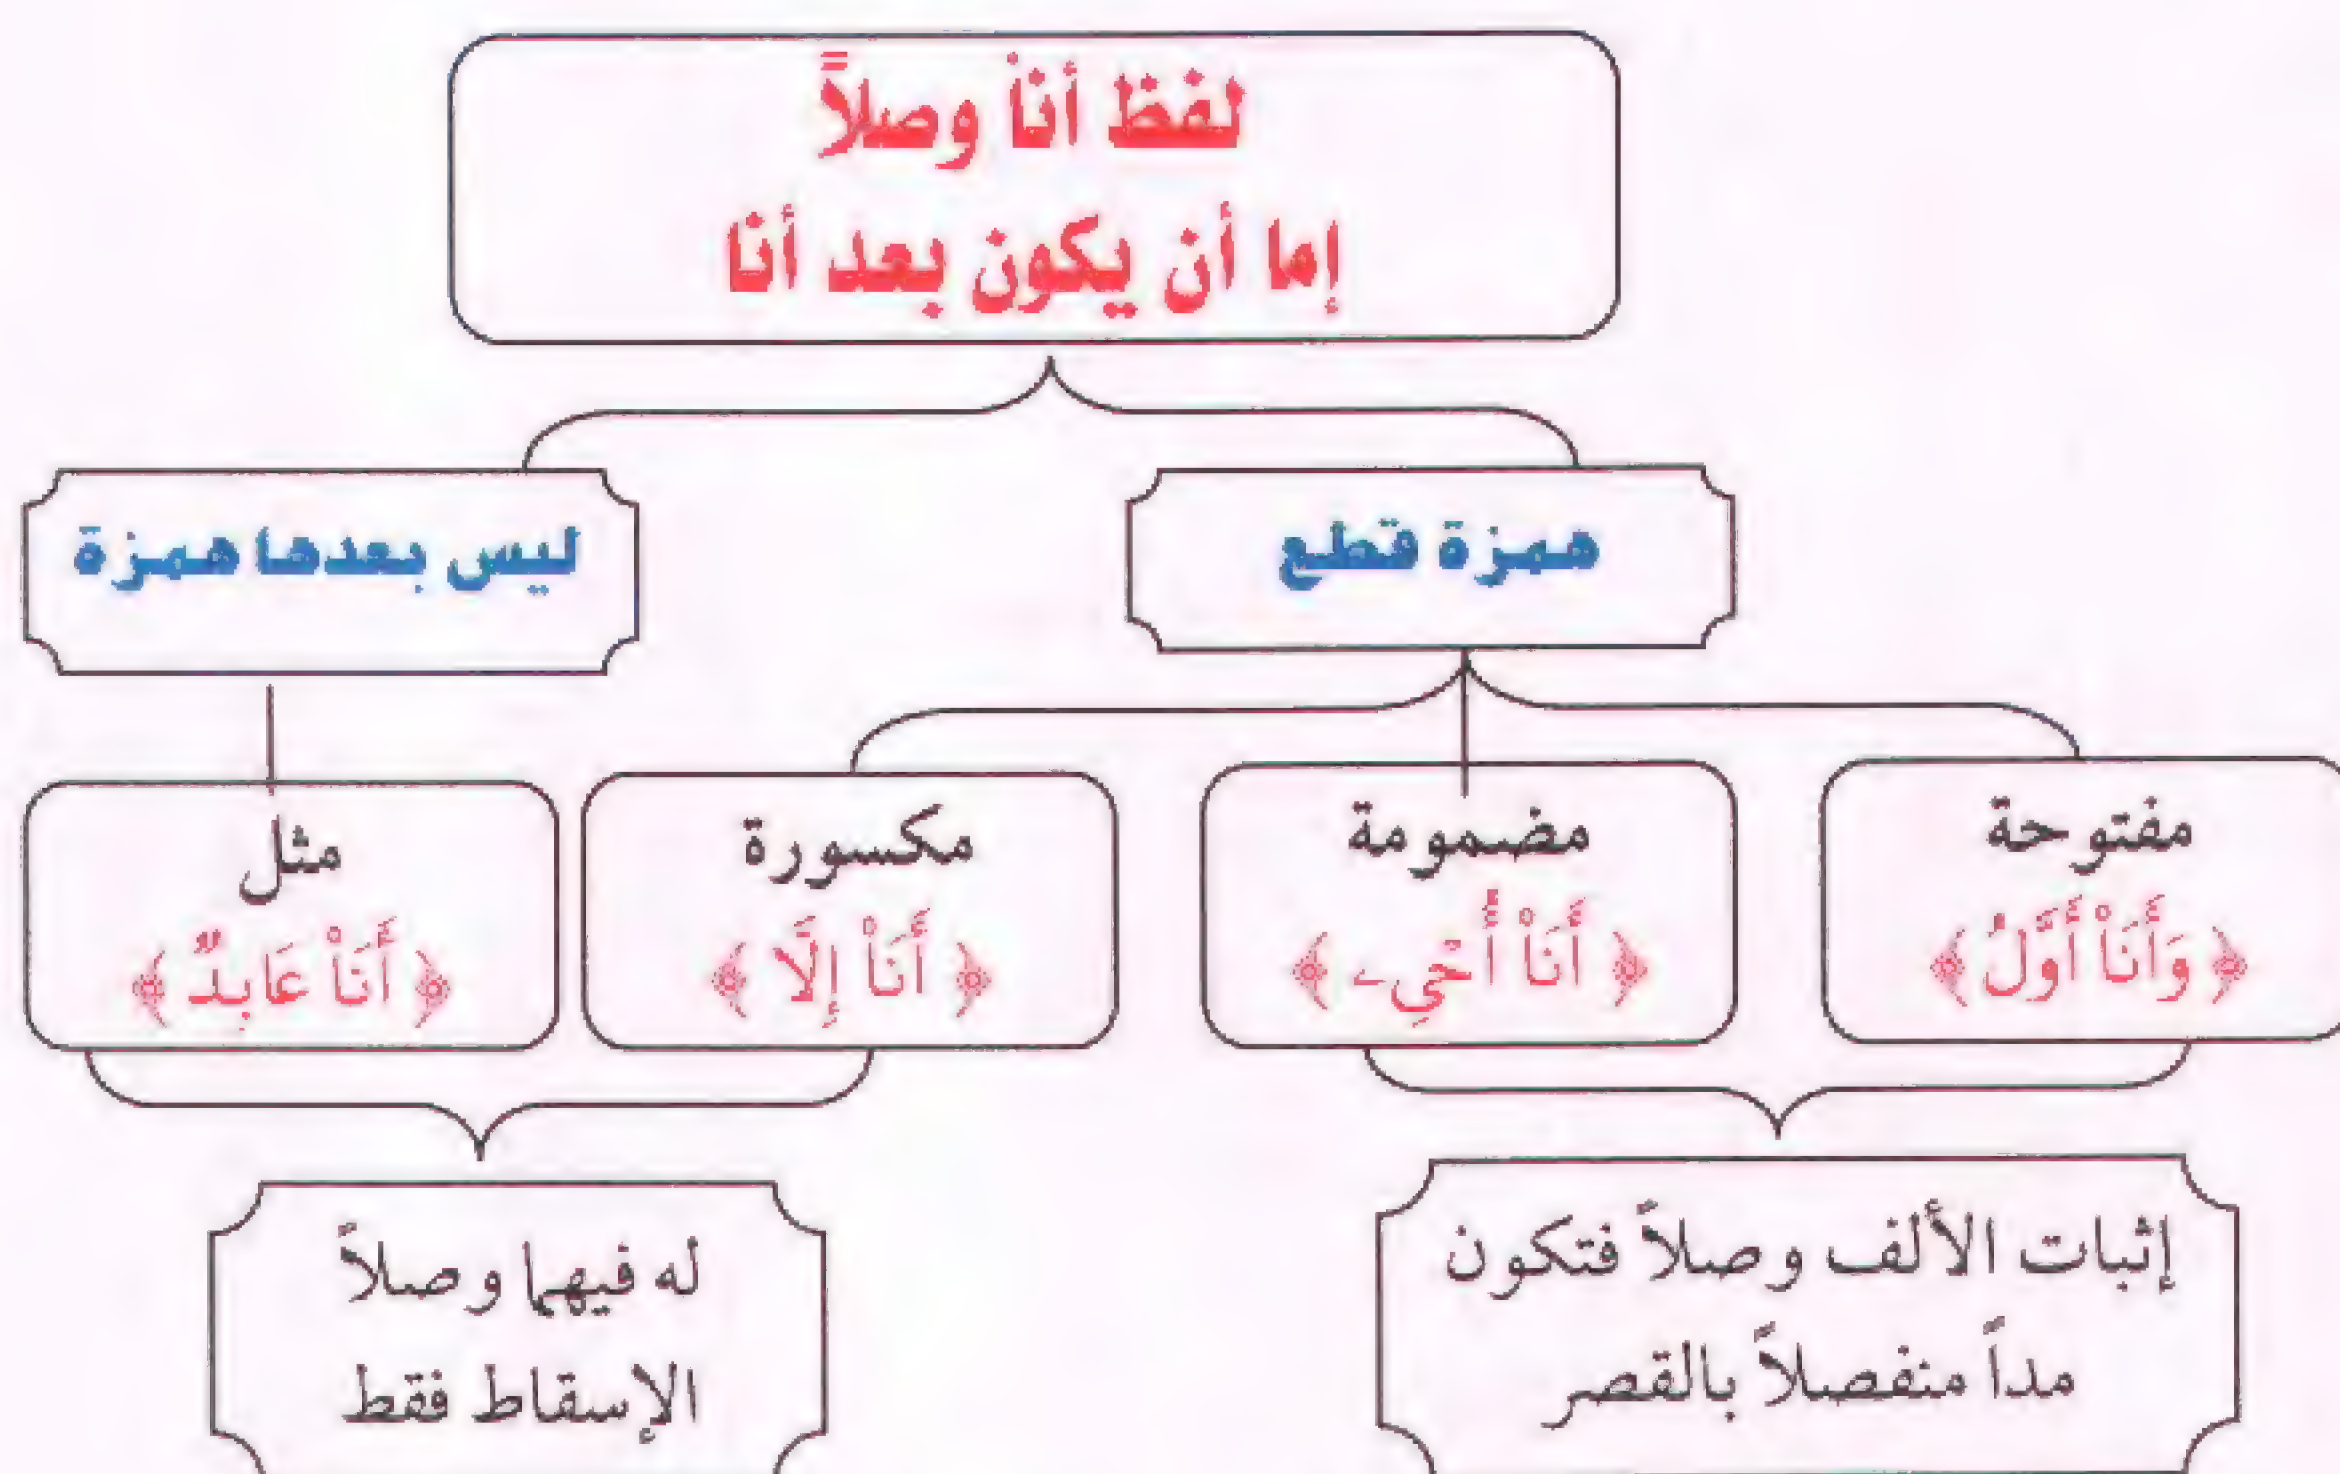 لفظ أناْ وصلاً
إما أن يكون بعد أنا
همزة قطع
ليس بعدها همزة
مفتوحة
﴿ وَأَنَا۠ أَوَّلُ ﴾
مضمومة
﴿ أَنَا۠ أُحْيِۦ ﴾
مكسورة
﴿ أَنَا۠ إِلَّا ﴾
مثل
﴿ أَنَا۠ عَابِدٌ ﴾
إثبات الألف وصلاً فتكون
مداً منفصلاً بالقصر
له فيهما وصلاً
الإسقاط فقط